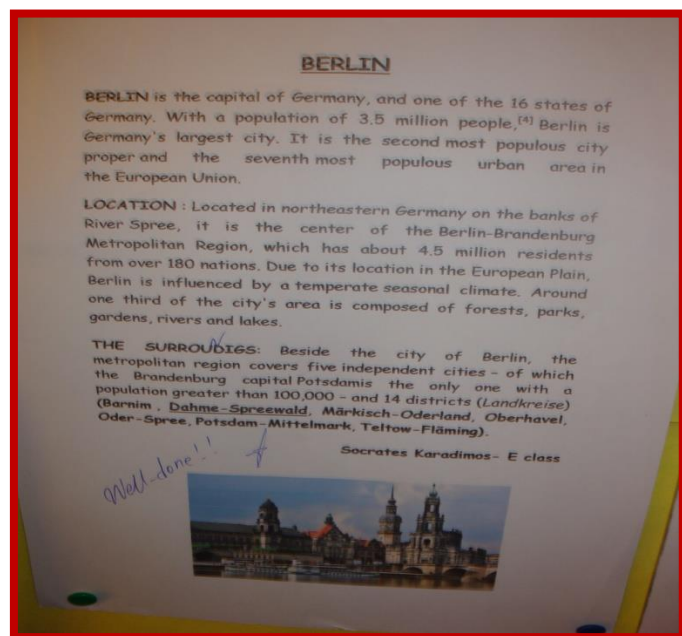 BERLIN
BERLIN is the capital of Germany, and one of the 16 states of
Germany. With a population of 3.5 million people,[4] Berlin is
Germany's largest city. It is the second most populous city
proper and the seventh most populous urban area in
the European Union.
LOCATION : Located in northeastern Germany on the banks of
River Spree, it is the center of the Berlin-Brandenburg
Metropolitan Region, which has about 4.5 million residents
from over 180 nations. Due to its location in the European Plain,
Berlin is influenced by a temperate seasonal climate. Around
one third of the city's area is composed of forests, parks,
gardens, rivers and lakes.
THE SURROUDIGS: Beside the city of Berlin, the
metropolitan region covers five independent cities - of which
the Brandenburg capital Potsdamis the only one with a
population greater than 100,000 - and 14 districts (Landkreise)
(Barnim , Dahme-Spreewald, Märkisch-Oderland, Oberhavel,
Oder-Spree, Potsdam-Mittelmark, Teltow-Fläming).
Socrates Karadimos- E class
Well-done!!